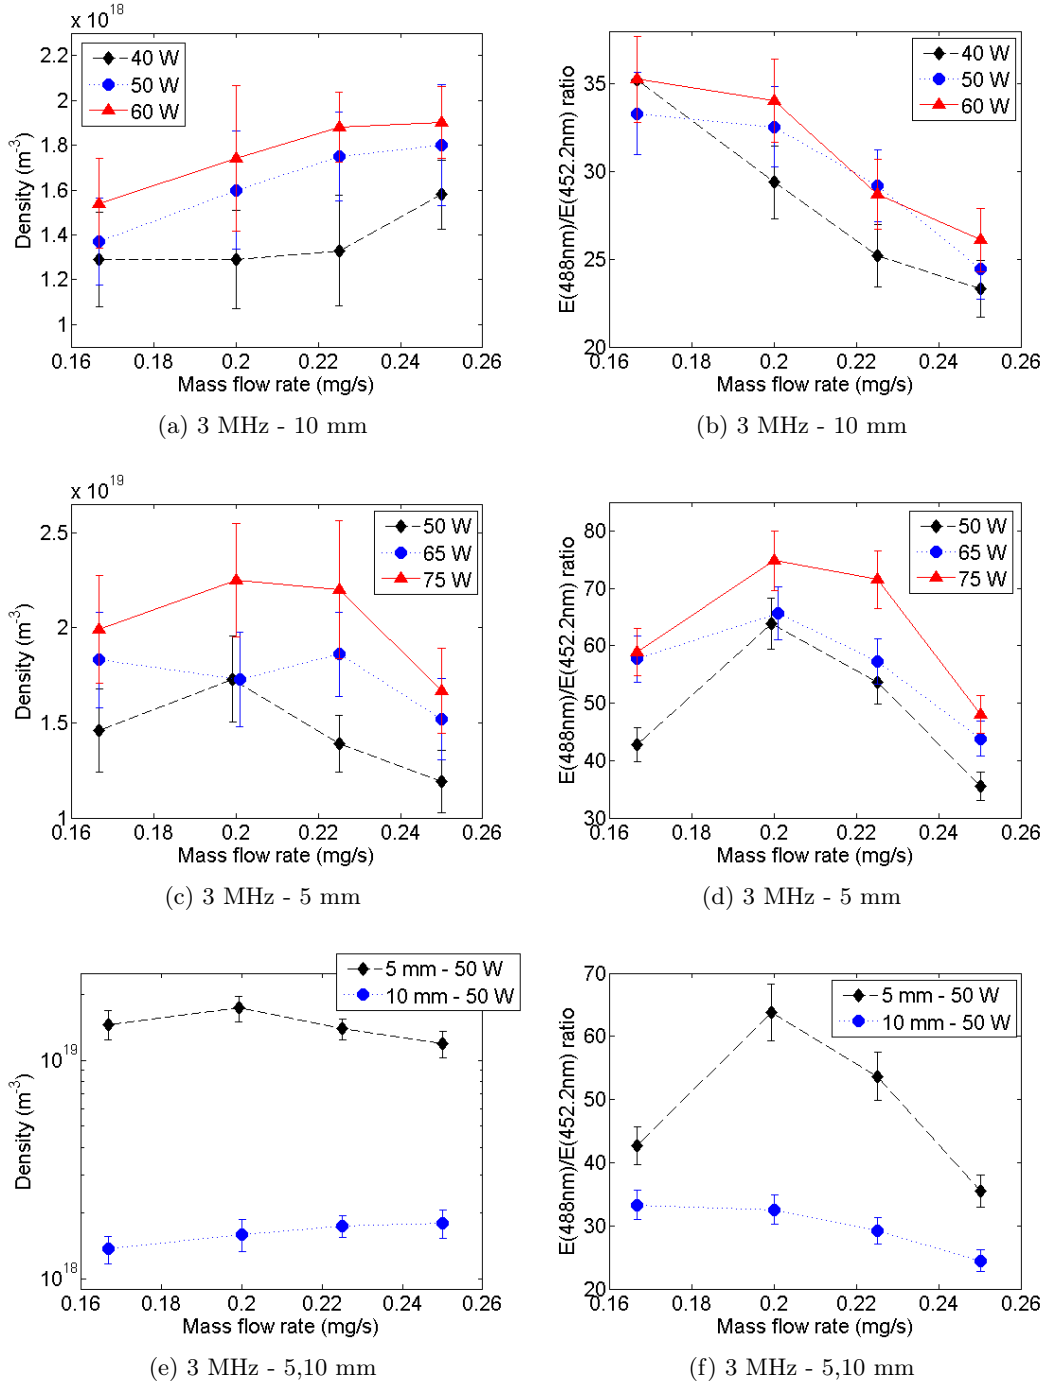 x 10^18
2.2
2
1.8
1.6
1.4
1.2
1
Density (m^-3)
40 W
50 W
60 W
0.16 0.18 0.2 0.22 0.24 0.26
Mass flow rate (mg/s)
(a) 3 MHz - 10 mm
35
30
25
20
E(488nm)/E(452.2nm) ratio
40 W
50 W
60 W
0.16 0.18 0.2 0.22 0.24 0.26
Mass flow rate (mg/s)
(b) 3 MHz - 10 mm
x 10^19
2.5
2
1.5
1
Density (m^-3)
50 W
65 W
75 W
0.16 0.18 0.2 0.22 0.24 0.26
Mass flow rate (mg/s)
(c) 3 MHz - 5 mm
80
70
60
50
40
30
E(488nm)/E(452.2nm) ratio
50 W
65 W
75 W
0.16 0.18 0.2 0.22 0.24 0.26
Mass flow rate (mg/s)
(d) 3 MHz - 5 mm
10^19
10^18
Density (m^-3)
5 mm - 50 W
10 mm - 50 W
0.16 0.18 0.2 0.22 0.24 0.26
Mass flow rate (mg/s)
(e) 3 MHz - 5,10 mm
70
60
50
40
30
20
E(488nm)/E(452.2nm) ratio
5 mm - 50 W
10 mm - 50 W
0.16 0.18 0.2 0.22 0.24 0.26
Mass flow rate (mg/s)
(f) 3 MHz - 5,10 mm